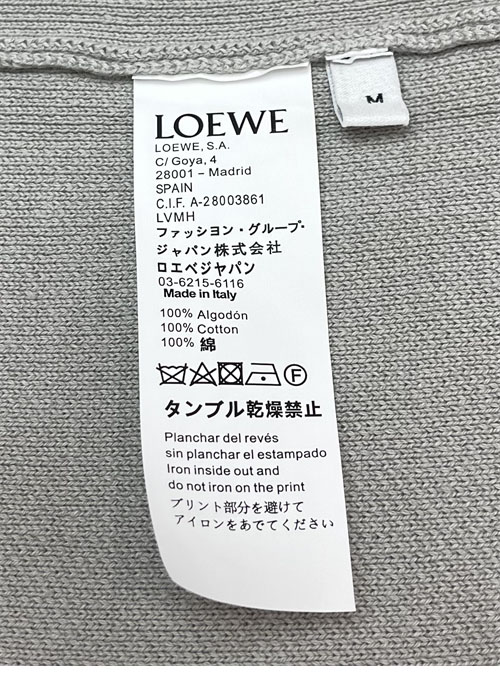 M
LOEWE
LOEWE, S.A.
C/ Goya, 4
28001 – Madrid
SPAIN
C.I.F. A-28003861
LVMH
ファッション・グループ・
ジャパン株式会社
ロエベジャパン
03-6215-6116
Made in Italy
100% Algodón
100% Cotton
100% 綿
F
タンブル乾燥禁止
Planchar del revés
sin planchar el estampado
Iron inside out and
do not iron on the print
プリント部分を避けて
アイロンをあでてください